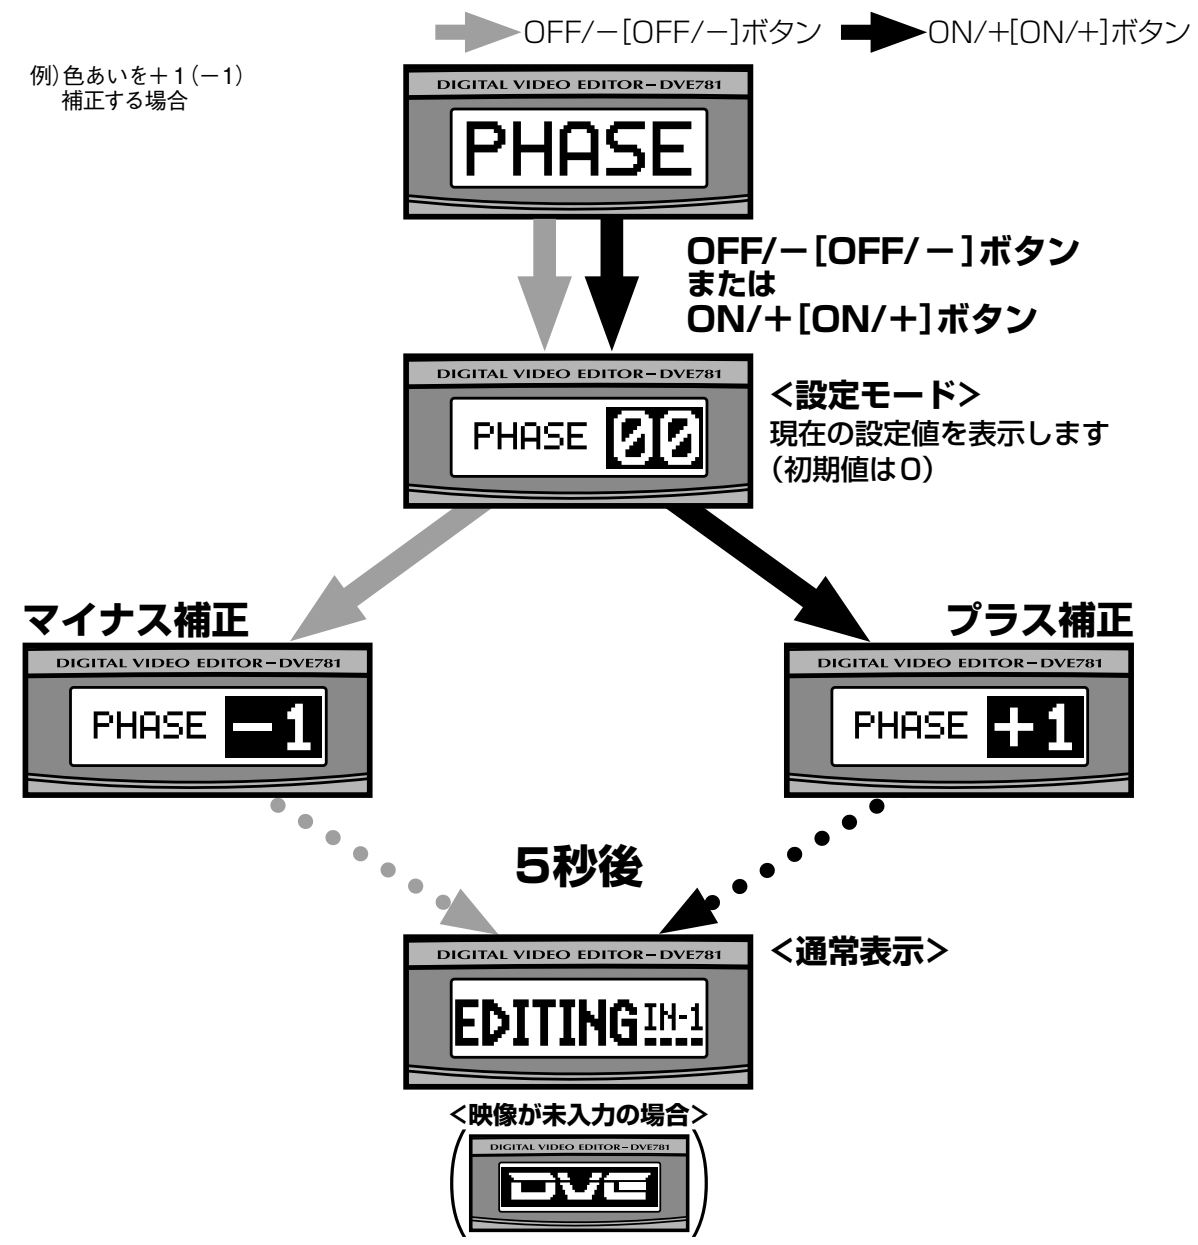 OFF/－[OFF/－]ボタン
ON/＋[ON/＋]ボタン
例)色あいを＋1(－1)
補正する場合
DIGITAL VIDEO EDITOR－DVE781
PHASE
OFF/－[OFF/－]ボタン
または
ON/＋[ON/＋]ボタン
DIGITAL VIDEO EDITOR－DVE781
PHASE 00
<設定モード>
現在の設定値を表示します
(初期値は0)
マイナス補正
プラス補正
DIGITAL VIDEO EDITOR－DVE781
PHASE －1
DIGITAL VIDEO EDITOR－DVE781
PHASE ＋1
5秒後
DIGITAL VIDEO EDITOR－DVE781
EDITING IN-1
<通常表示>
<映像が未入力の場合>
DIGITAL VIDEO EDITOR－DVE781
DVE